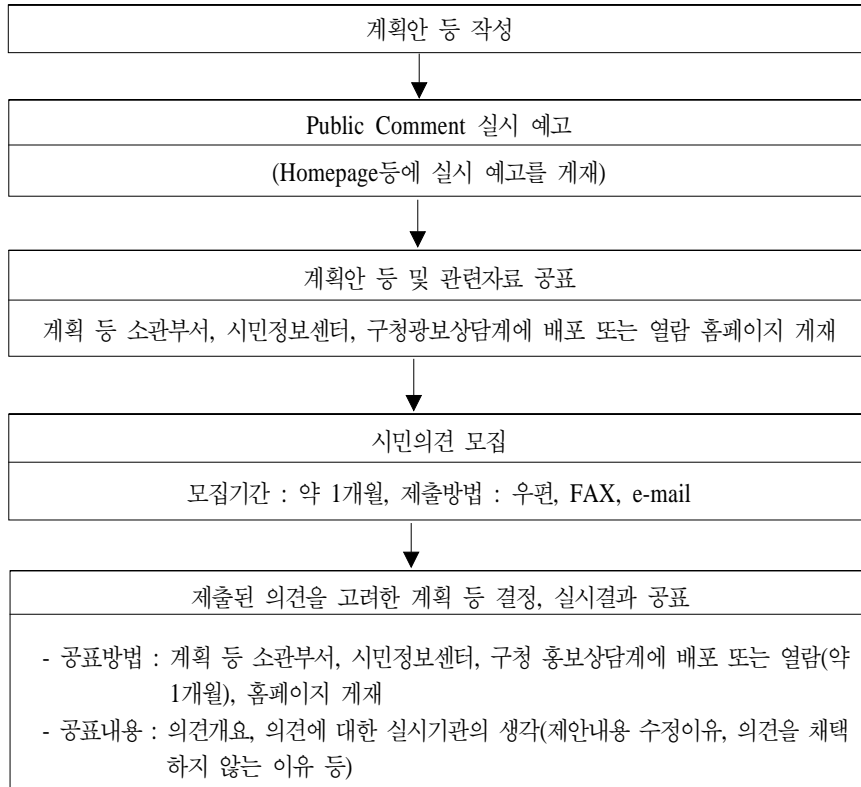 계획안 등 작성
Public Comment 실시 예고
(Homepage등에 실시 예고를 게재)
계획안 등 및 관련자료 공표
계획 등 소관부서, 시민정보센터, 구청광보상담계에 배포 또는 열람 홈페이지 게재
시민의견 모집
모집기간 : 약 1개월, 제출방법 : 우편, FAX, e-mail
제출된 의견을 고려한 계획 등 결정, 실시결과 공표
- 공표방법 : 계획 등 소관부서, 시민정보센터, 구청 홍보상담계에 배포 또는 열람(약
1개월), 홈페이지 게재
- 공표내용 : 의견개요, 의견에 대한 실시기관의 생각(제안내용 수정이유, 의견을 채택
하지 않는 이유 등)